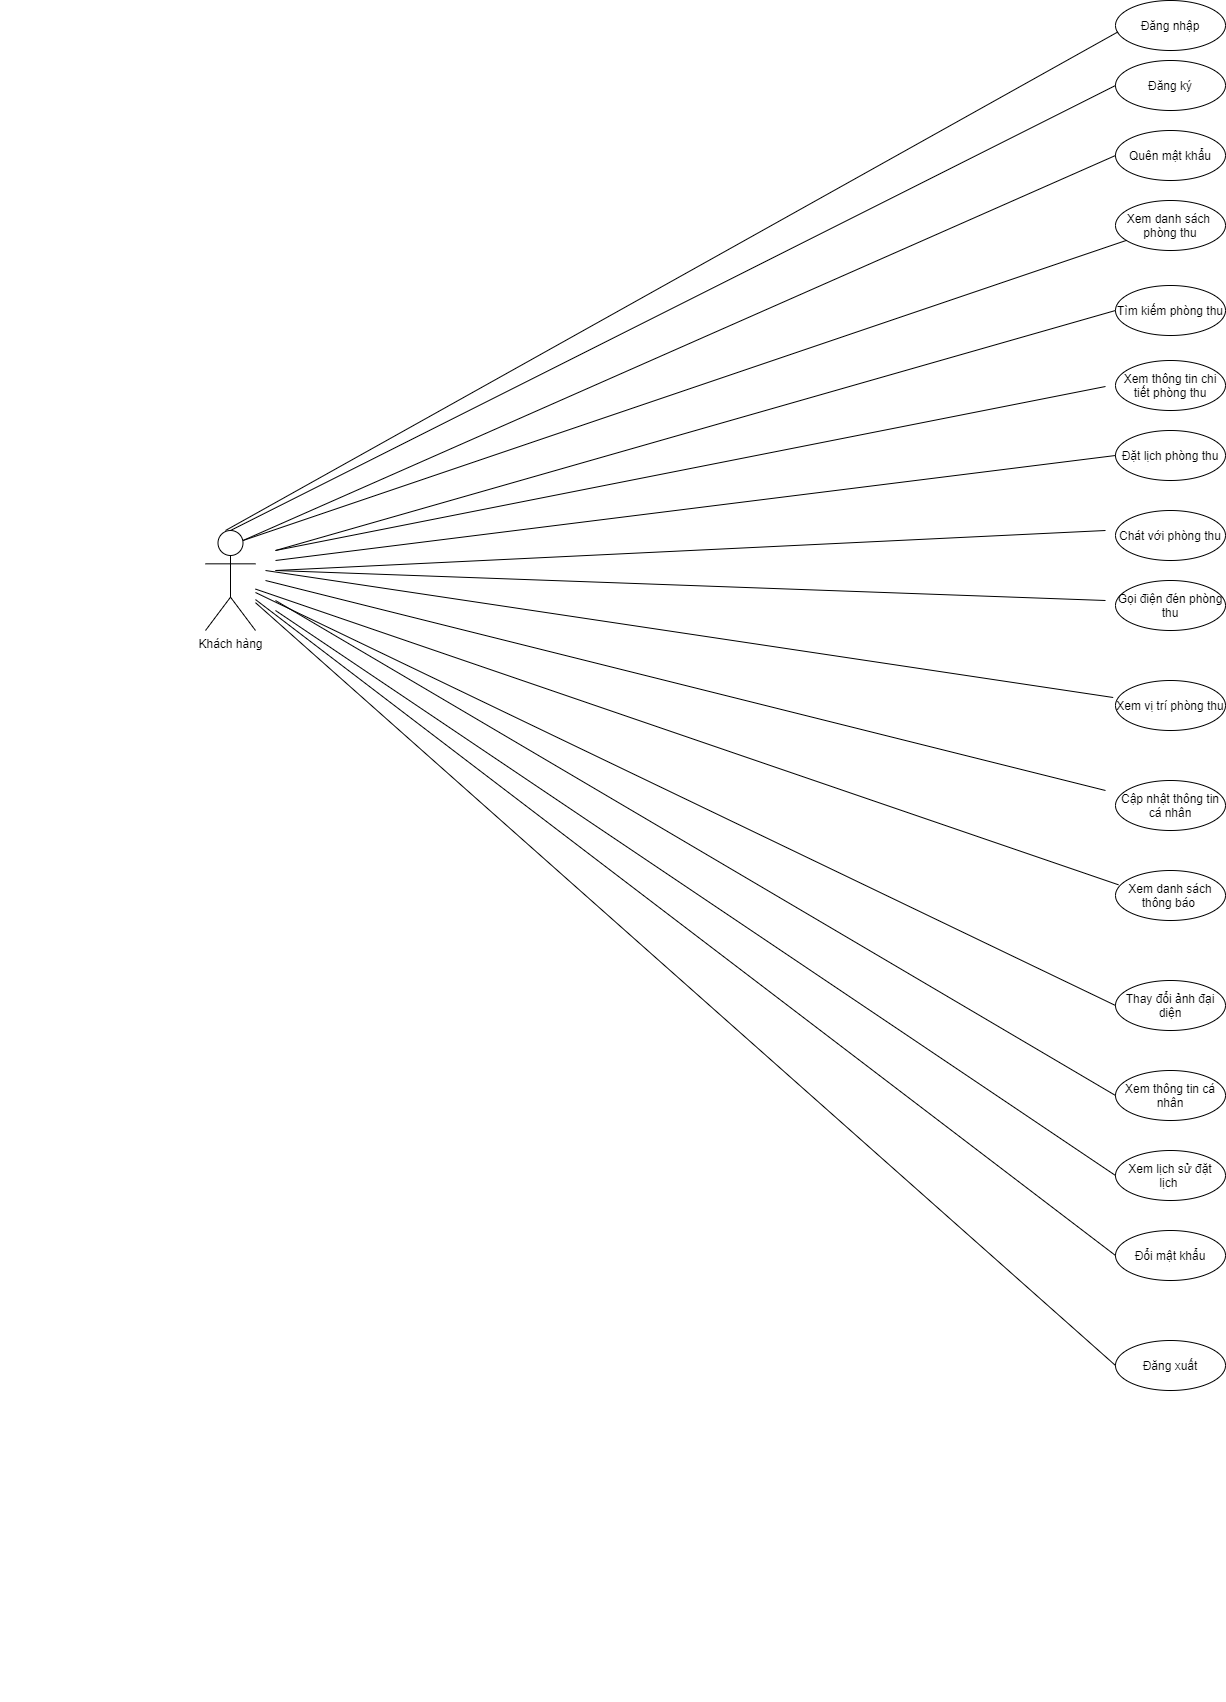 Đăng nhập
Đăng ký
Quên mật khẩu
Xem danh sách
phòng thu
Tìm kiếm phòng thu
Xem thông tin chi
tiết phòng thu
Đặt lịch phòng thu
Chát với phòng thu
Gọi điện đến phòng
thu
Khách hàng
Xem vị trí phòng thu
Cập nhật thông tin
cá nhân
Xem danh sách
thông báo
Thay đổi ảnh đại
diện
Xem thông tin cá
nhân
Xem lịch sử đặt
lịch
Đổi mật khẩu
Đăng xuất